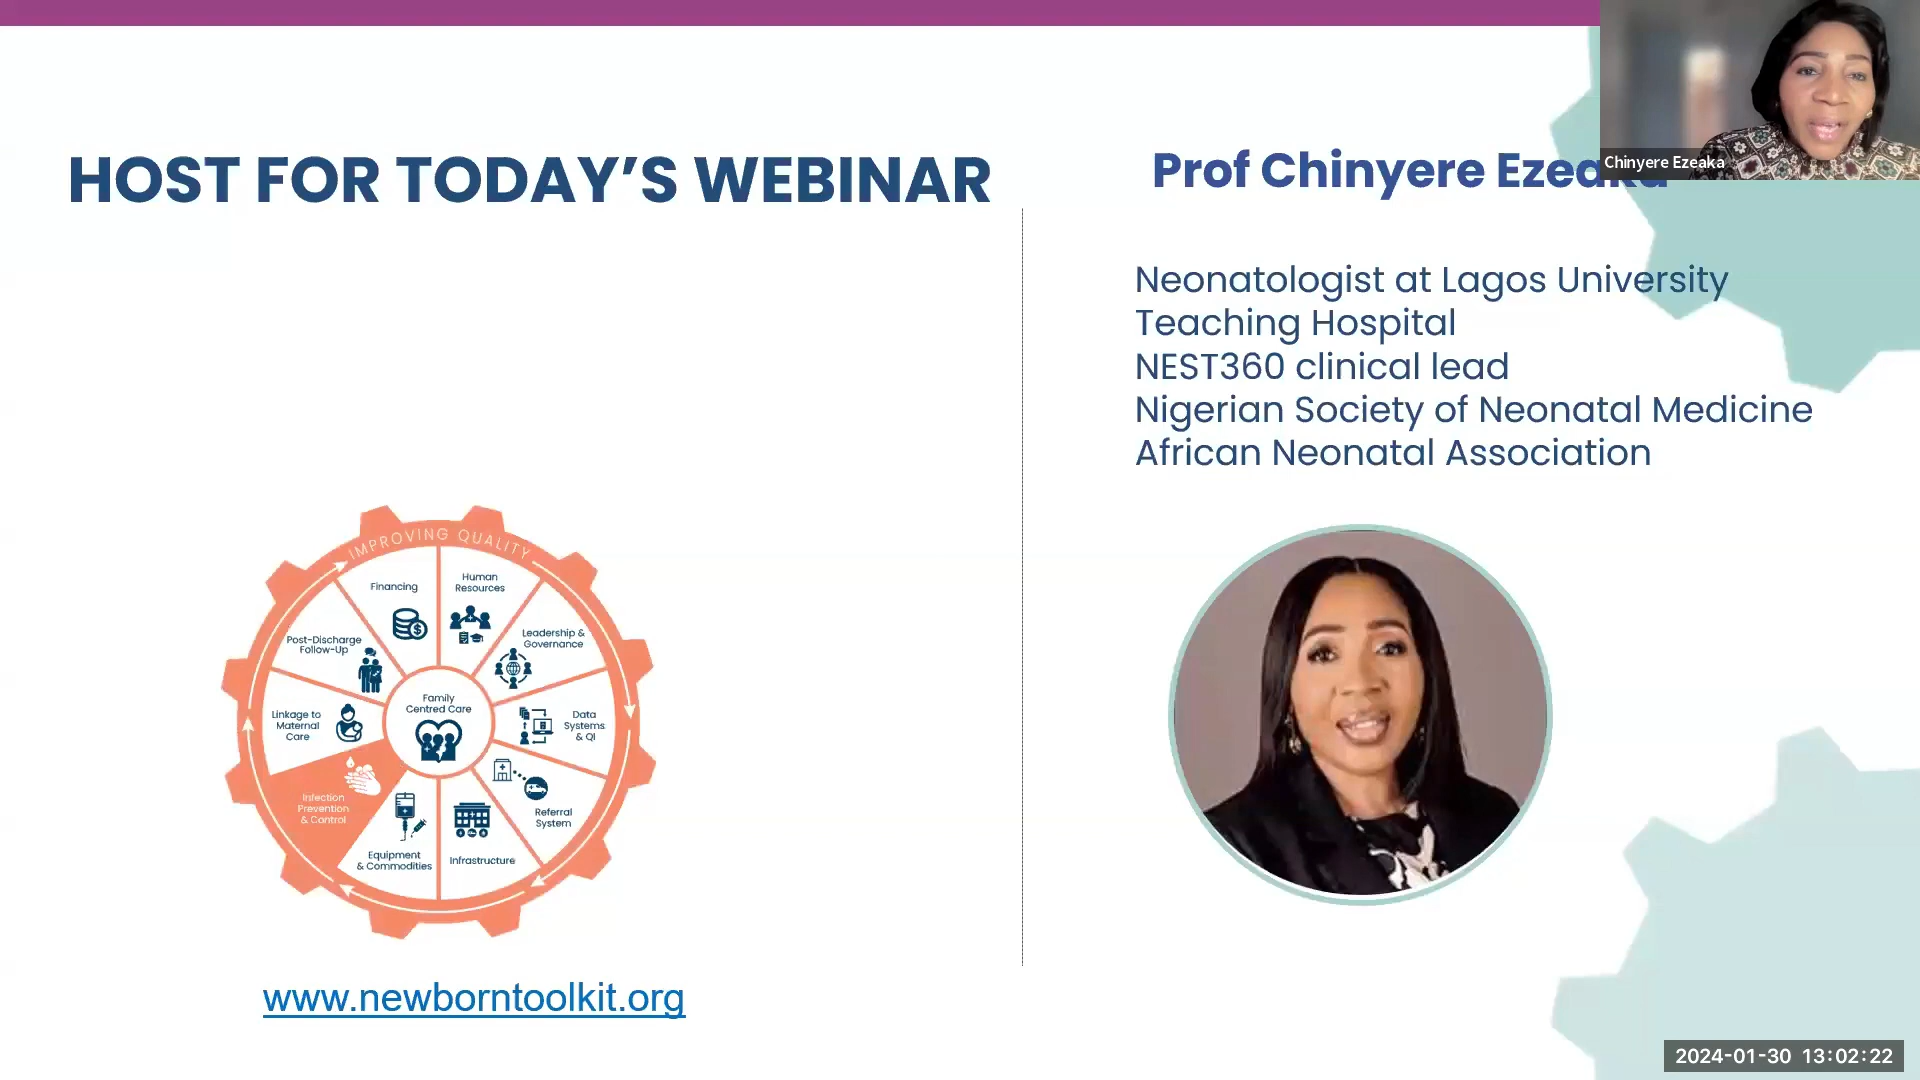 HOST FOR TODAY’S WEBINAR
Prof Chinyere Ezeaka
Chinyere Ezeaka
Neonatologist at Lagos University
Teaching Hospital
NEST360 clinical lead
Nigerian Society of Neonatal Medicine
African Neonatal Association
IMPROVING QUALITY
Financing
Human
Resources
Leadership &
Governance
Data
Systems
& QI
Referral
System
Infrastructure
Equipment
& Commodities
Infection
Prevention
& Control
Linkage to
Maternal
Care
Post-Discharge
Follow-Up
Family
Centred Care
www.newborntoolkit.org
2024-01-30 13:02:22